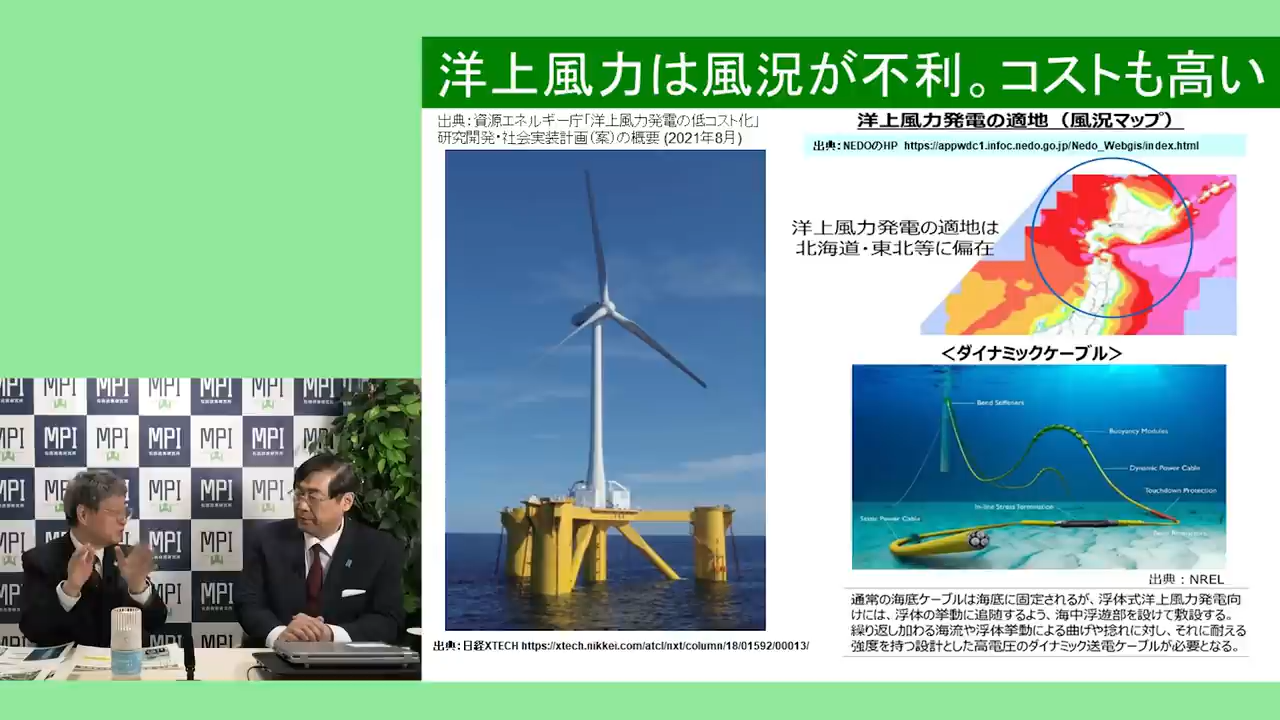 洋上風力は風況が不利。コストも高い
出典：資源エネルギー庁「洋上風力発電の低コスト化」
研究開発・社会実装計画（案）の概要 (2021年8月)
洋上風力発電の適地 （風況マップ）
出典：NEDOのHP https://appwdc1.infoc.nedo.go.jp/Nedo_Webgis/index.html
洋上風力発電の適地は
北海道・東北等に偏在
＜ダイナミックケーブル＞
Bend Stiffeners
Buoyancy Modules
Dynamic Power Cable
Touchdown Protection
In-line Stress Termination
Static Power Cable
出典：NREL
通常の海底ケーブルは海底に固定されるが、浮体式洋上風力発電向
けには、浮体の挙動に追随するよう、海中浮遊部を設けて敷設する。
繰り返し加わる海流や浮体挙動による曲げや捻れに対し、それに耐える
強度を持つ設計とした高電圧のダイナミック送電ケーブルが必要となる。
出典：日経XTECH https://xtech.nikkei.com/atcl/nxt/column/18/01592/00013/
MPI
MPI
MPI
MPI
MPI
MPI
MPI
MPI
MPI
MPI
MPI
MPI
MPI